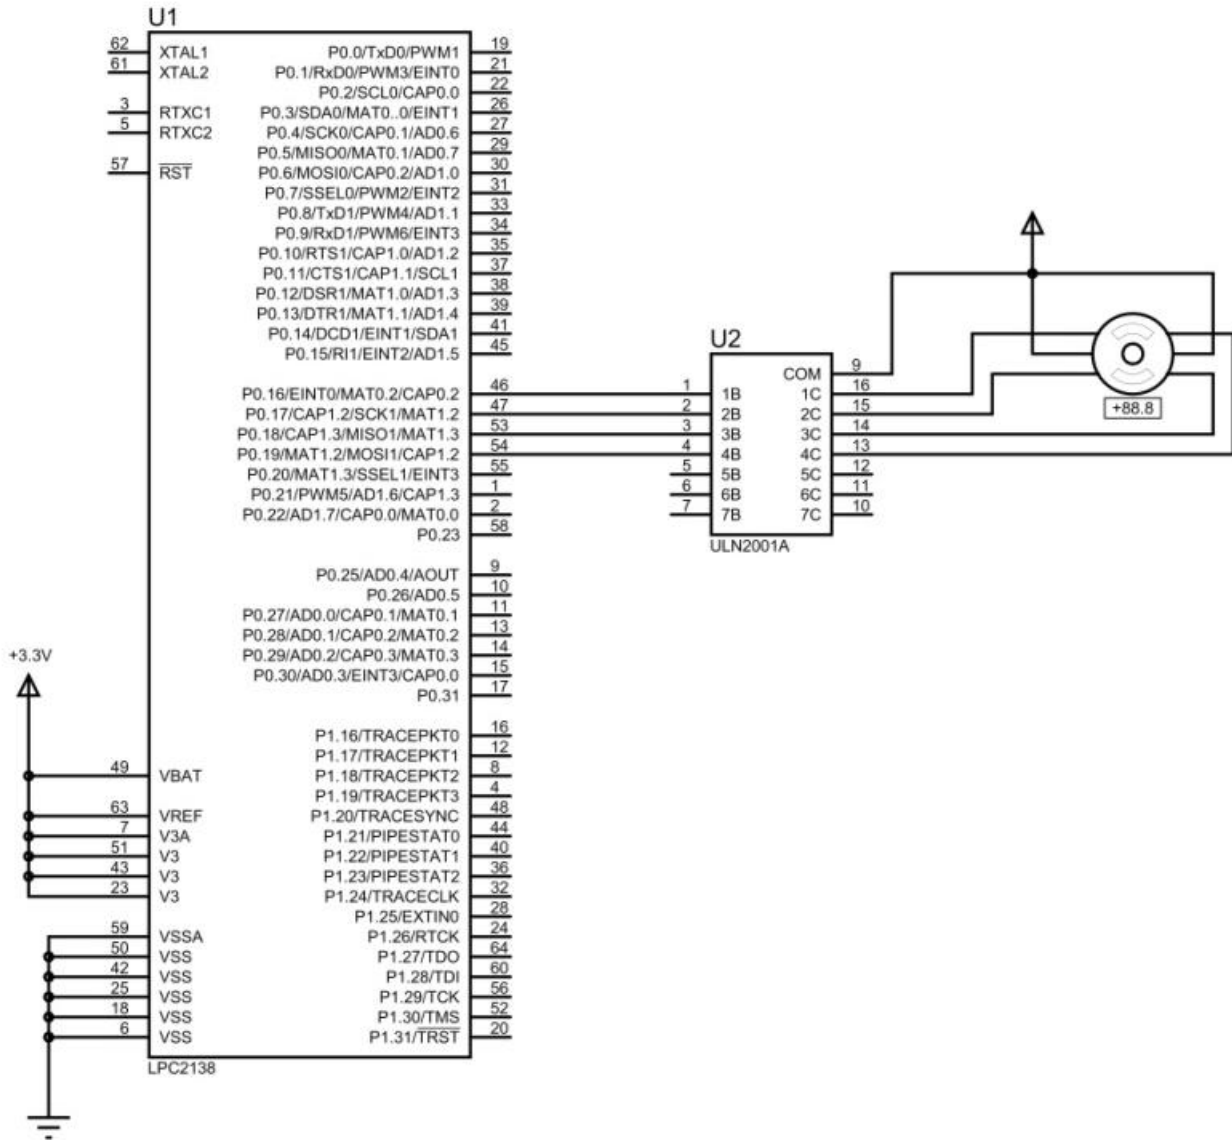 U1
62 XTAL1 P0.0/TxD0/PWM1 19
61 XTAL2 P0.1/RxD0/PWM3/EINT0 21
P0.2/SCL0/CAP0.0 22
3 RTXC1 P0.3/SDA0/MAT0..0/EINT1 26
5 RTXC2 P0.4/SCK0/CAP0.1/AD0.6 27
P0.5/MISO0/MAT0.1/AD0.7 29
57 RST P0.6/MOSI0/CAP0.2/AD1.0 30
P0.7/SSEL0/PWM2/EINT2 31
P0.8/TxD1/PWM4/AD1.1 33
P0.9/RxD1/PWM6/EINT3 34
P0.10/RTS1/CAP1.0/AD1.2 35
P0.11/CTS1/CAP1.1/SCL1 37
P0.12/DSR1/MAT1.0/AD1.3 38
P0.13/DTR1/MAT1.1/AD1.4 39
P0.14/DCD1/EINT1/SDA1 41
P0.15/RI1/EINT2/AD1.5 45
P0.16/EINT0/MAT0.2/CAP0.2 46
P0.17/CAP1.2/SCK1/MAT1.2 47
P0.18/CAP1.3/MISO1/MAT1.3 53
P0.19/MAT1.2/MOSI1/CAP1.2 54
P0.20/MAT1.3/SSEL1/EINT3 55
P0.21/PWM5/AD1.6/CAP1.3 1
P0.22/AD1.7/CAP0.0/MAT0.0 2
P0.23 58
P0.25/AD0.4/AOUT 9
P0.26/AD0.5 10
P0.27/AD0.0/CAP0.1/MAT0.1 11
P0.28/AD0.1/CAP0.2/MAT0.2 13
P0.29/AD0.2/CAP0.3/MAT0.3 14
P0.30/AD0.3/EINT3/CAP0.0 15
P0.31 17
+3.3V
P1.16/TRACEPKT0 16
P1.17/TRACEPKT1 12
49 VBAT P1.18/TRACEPKT2 8
P1.19/TRACEPKT3 4
63 VREF P1.20/TRACESYNC 48
7 V3A P1.21/PIPESTAT0 44
51 V3 P1.22/PIPESTAT1 40
43 V3 P1.23/PIPESTAT2 36
23 V3 P1.24/TRACECLK 32
P1.25/EXTIN0 28
59 VSSA P1.26/RTCK 24
50 VSS P1.27/TDO 64
42 VSS P1.28/TDI 60
25 VSS P1.29/TCK 56
18 VSS P1.30/TMS 52
6 VSS P1.31/TRST 20
LPC2138
U2
COM 9
1 1B 1C 16
2 2B 2C 15
3 3B 3C 14
4 4B 4C 13
5 5B 5C 12
6 6B 6C 11
7 7B 7C 10
ULN2001A
+88.8